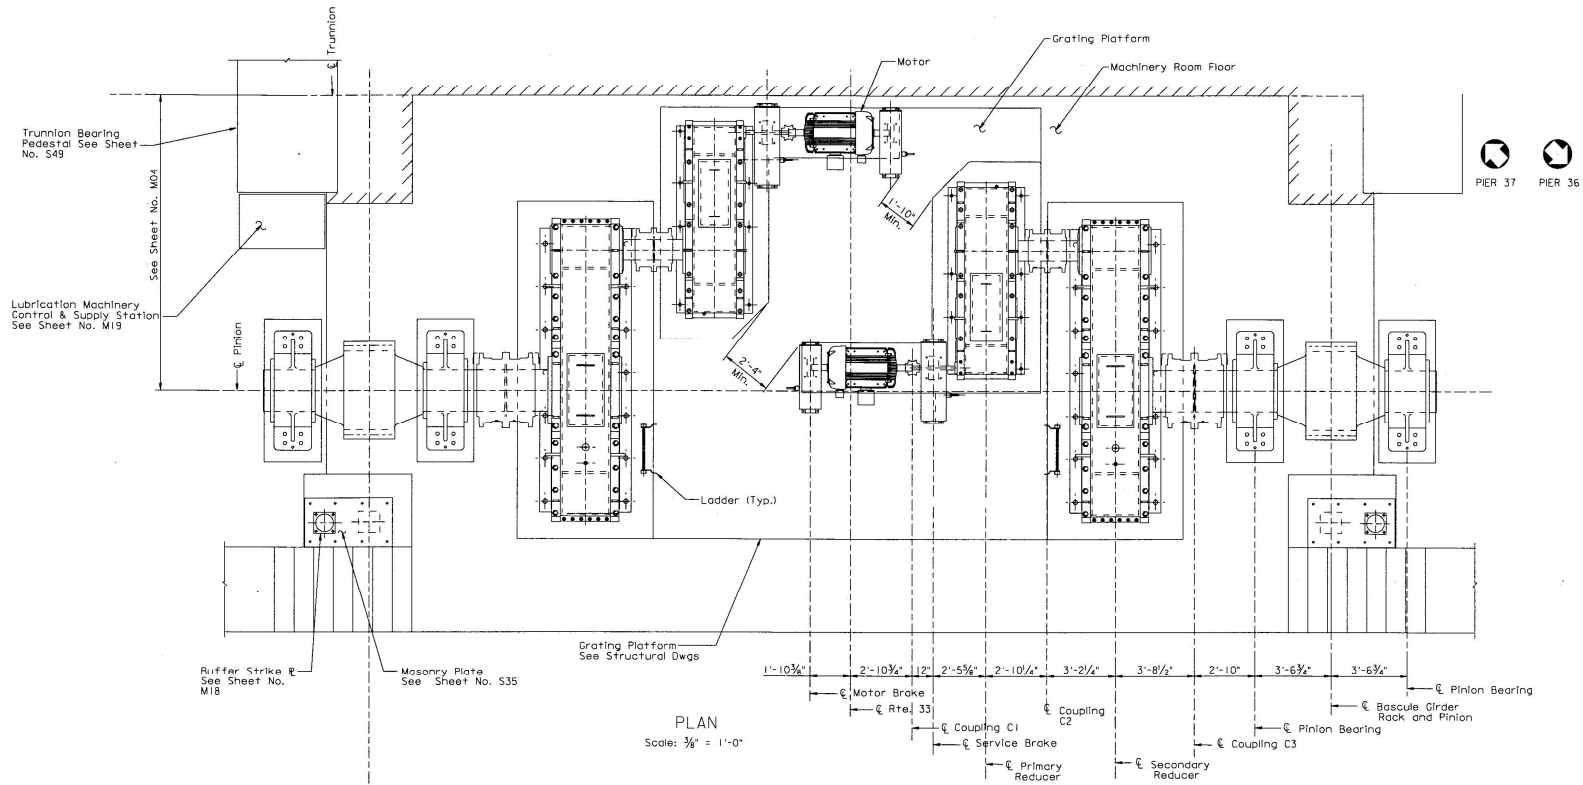 ℄ Trunnion
Grating Platform
Motor
Machinery Room Floor
Trunnion Bearing
Pedestal See Sheet
No. S49
See Sheet No. M04
PIER 37
PIER 36
1'-10"
Min.
Lubrication Machinery
Control & Supply Station
See Sheet No. M19
℄ Pinion
2'-4"
Min.
Ladder (Typ.)
Grating Platform
See Structural Dwgs
Buffer Strike ℄
See Sheet No.
M18
Masonry Plate
See Sheet No. S35
1'-10⅜" 2'-10¾" 12" 2'-5⅝" 2'-10¼" 3'-2¼" 3'-8½" 2'-10" 3'-6¾" 3'-6¾"
℄ Motor Brake
℄ Rte. 33
℄ Coupling C1
℄ Service Brake
℄ Primary
Reducer
℄ Coupling
C2
℄ Secondary
Reducer
℄ Coupling C3
℄ Pinion Bearing
℄ Bascule Girder
Rack and Pinion
℄ Pinion Bearing
PLAN
Scale: ⅜" = 1'-0"